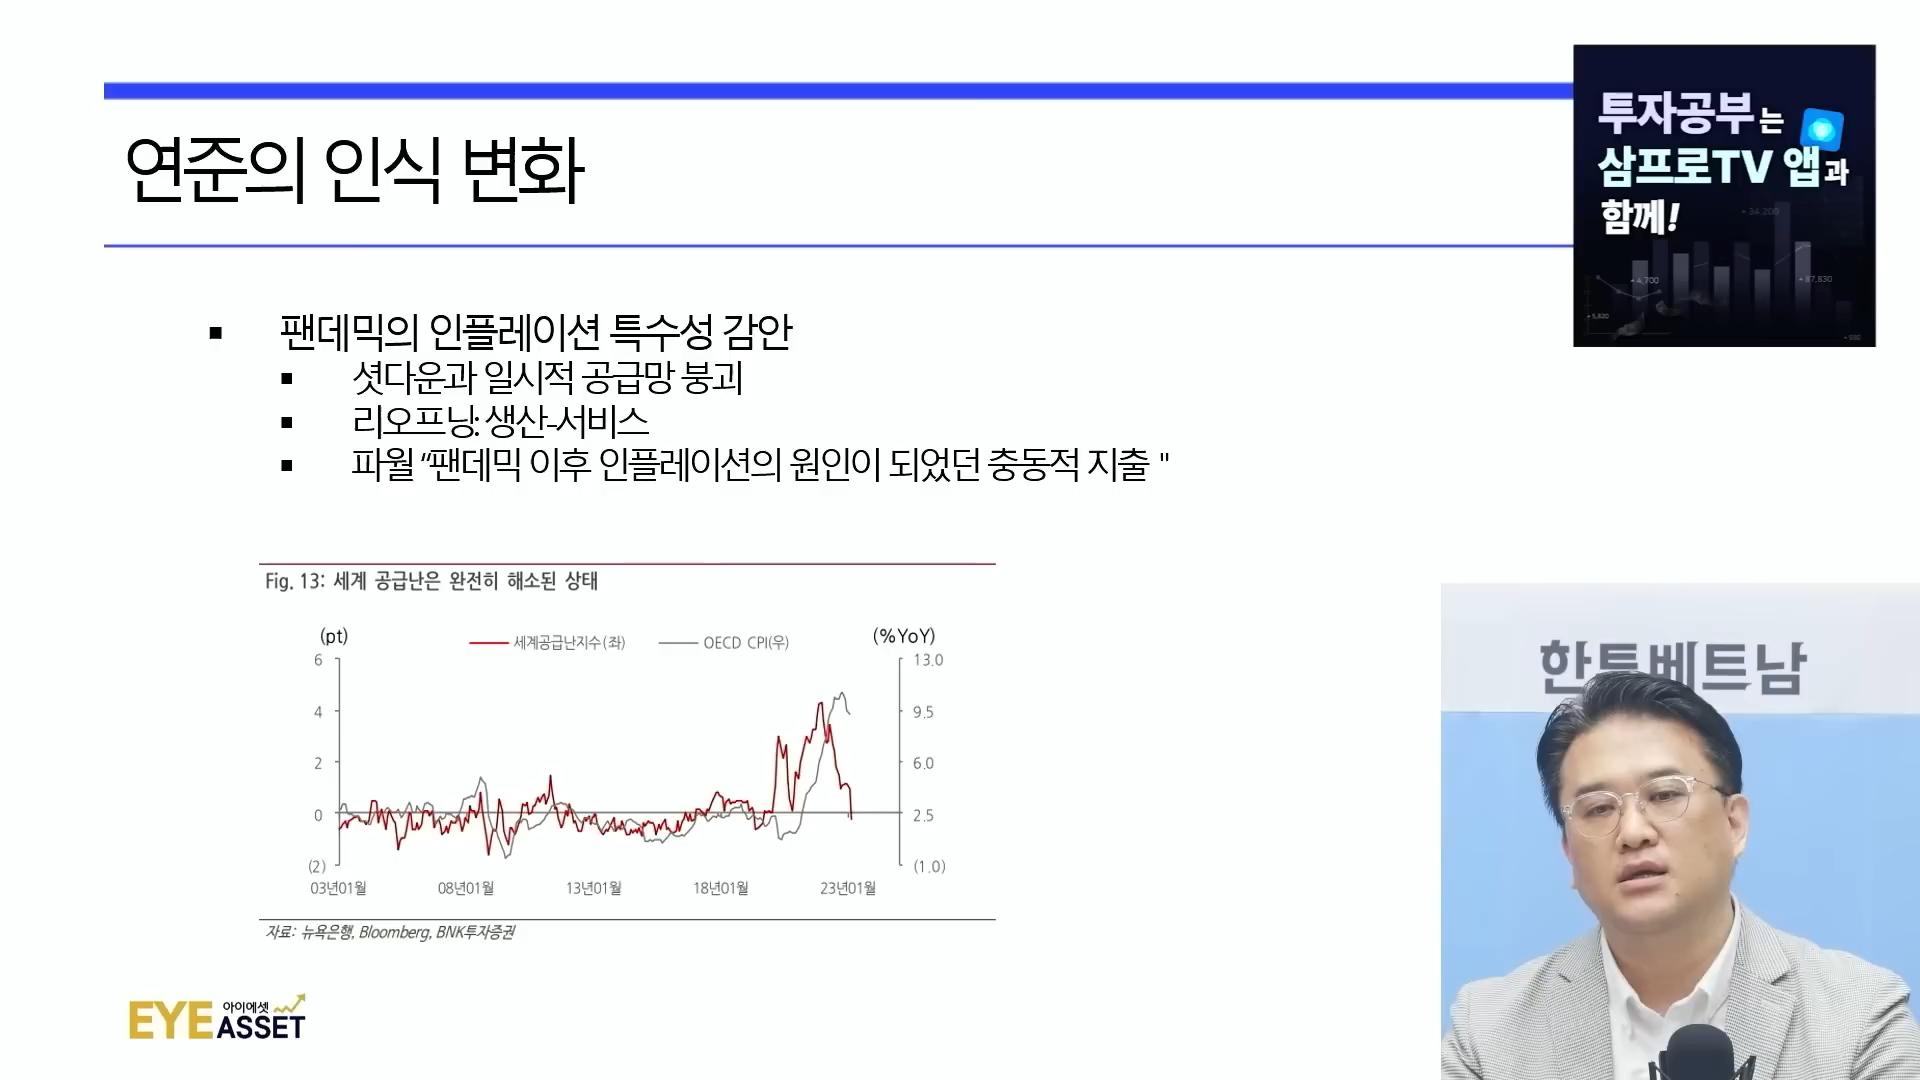 연준의 인식 변화
투자공부는
삼프로TV 앱과
함께!
▪ 팬데믹의 인플레이션 특수성 감안
▪ 셧다운과 일시적 공급망 붕괴
▪ 리오프닝: 생산-서비스
▪ 파월 “팬데믹 이후 인플레이션의 원인이 되었던 충동적 지출 "
Fig. 13: 세계 공급난은 완전히 해소된 상태
(pt) 세계공급난지수(좌) OECD CPI(우) (%YoY)
6 13.0
4 9.5
2 6.0
0 2.5
(2) (1.0)
03년01월 08년01월 13년01월 18년01월 23년01월
자료: 뉴욕은행, Bloomberg, BNK투자증권
EYE 아이에셋
ASSET
한투베트남
34,200
4,700
87,830
5,820